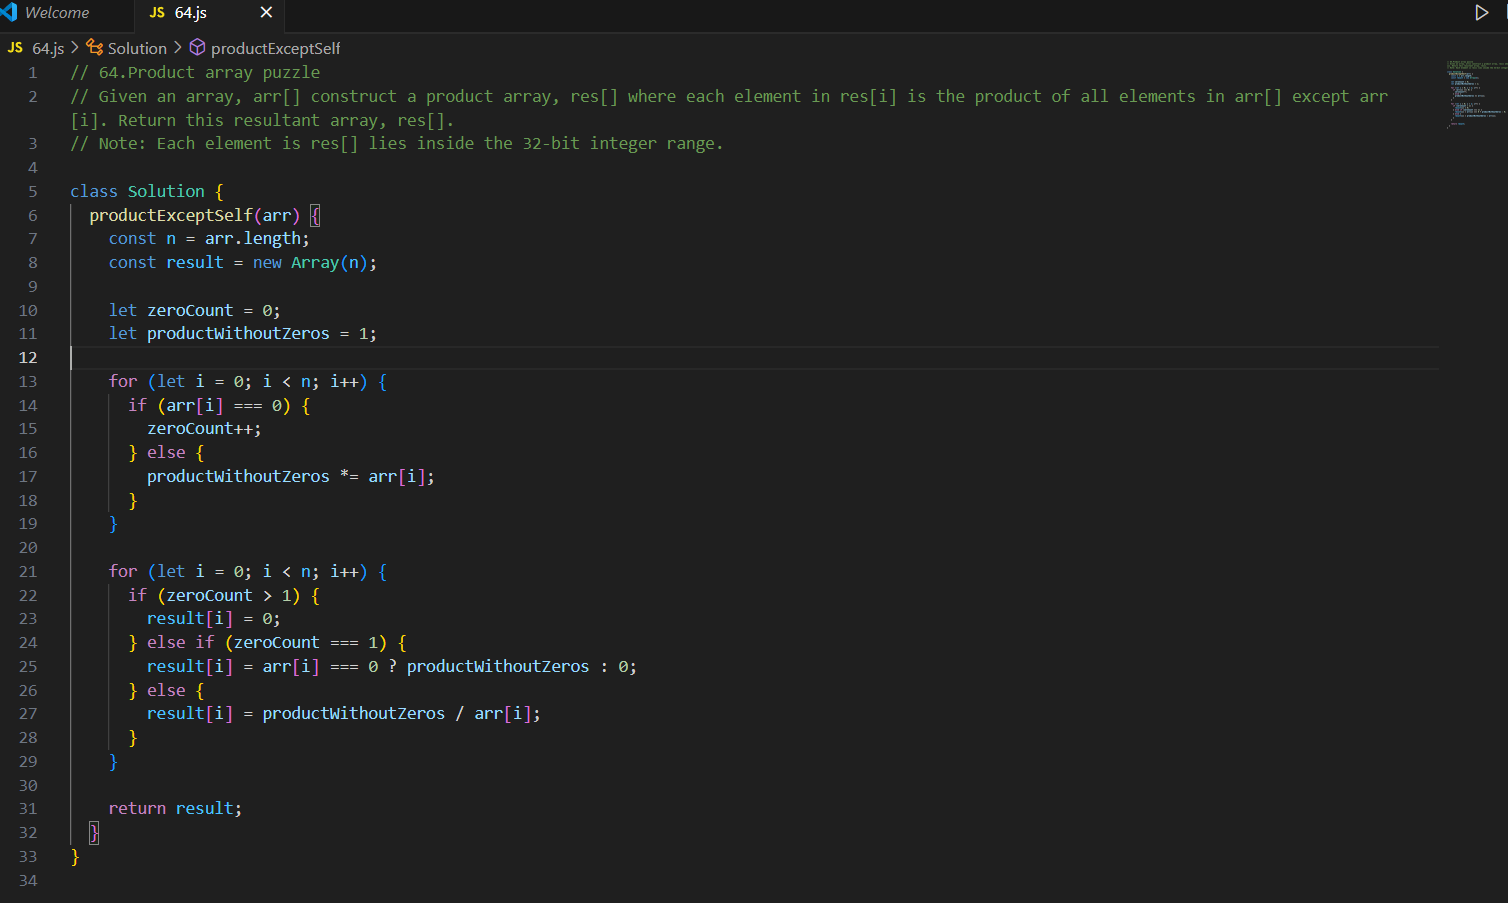 Welcome
JS 64.js
JS 64.js > Solution > productExceptSelf
1 // 64.Product array puzzle
2 // Given an array, arr[] construct a product array, res[] where each element in res[i] is the product of all elements in arr[] except arr
[i]. Return this resultant array, res[].
3 // Note: Each element is res[] lies inside the 32-bit integer range.
4
5 class Solution {
6 productExceptSelf(arr) {
7 const n = arr.length;
8 const result = new Array(n);
9
10 let zeroCount = 0;
11 let productWithoutZeros = 1;
12
13 for (let i = 0; i < n; i++) {
14 if (arr[i] === 0) {
15 zeroCount++;
16 } else {
17 productWithoutZeros *= arr[i];
18 }
19 }
20
21 for (let i = 0; i < n; i++) {
22 if (zeroCount > 1) {
23 result[i] = 0;
24 } else if (zeroCount === 1) {
25 result[i] = arr[i] === 0 ? productWithoutZeros : 0;
26 } else {
27 result[i] = productWithoutZeros / arr[i];
28 }
29 }
30
31 return result;
32 }
33 }
34